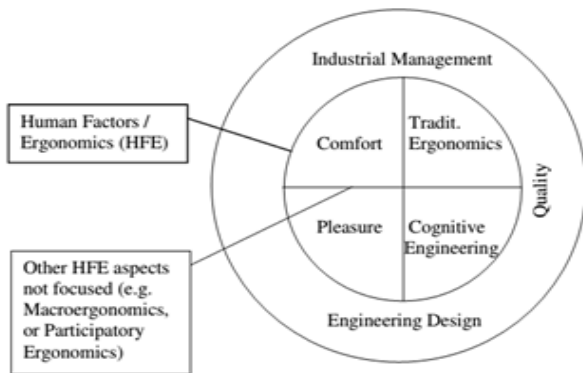 Industrial Management
Human Factors /
Ergonomics (HFE)
Comfort
Tradit.
Ergonomics
Quality
Pleasure
Cognitive
Engineering
Other HFE aspects
not focused (e.g.
Macroergonomics,
or Participatory
Ergonomics)
Engineering Design